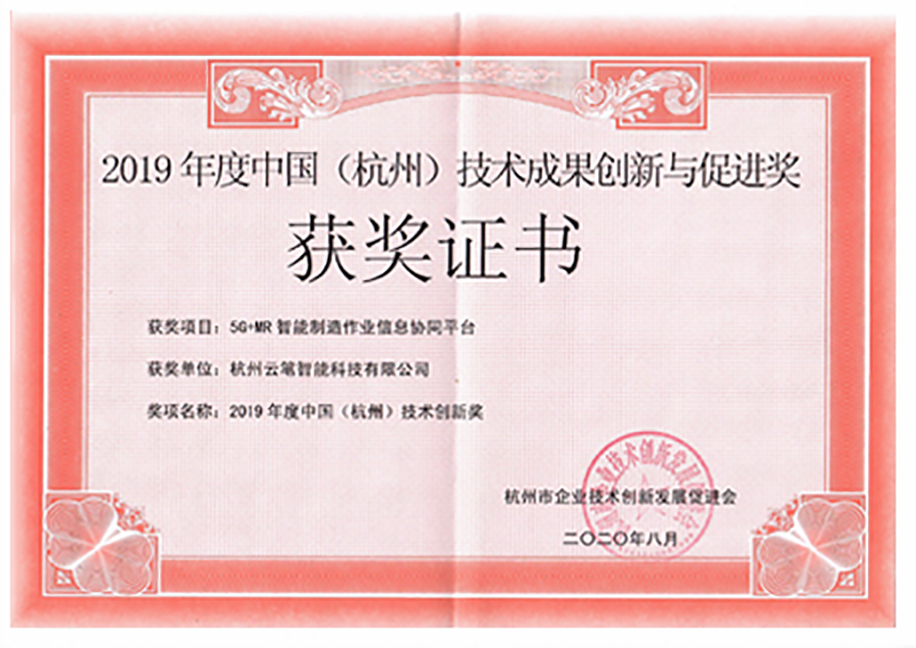 2019 年度中国（杭州）技术成果创新与促进奖
获奖证书
获奖项目：5G+MR 智能制造作业信息协同平台
获奖单位：杭州云笔智能科技有限公司
奖项名称：2019 年度中国（杭州）技术创新奖
杭州市企业技术创新发展促进会
二〇二〇年八月